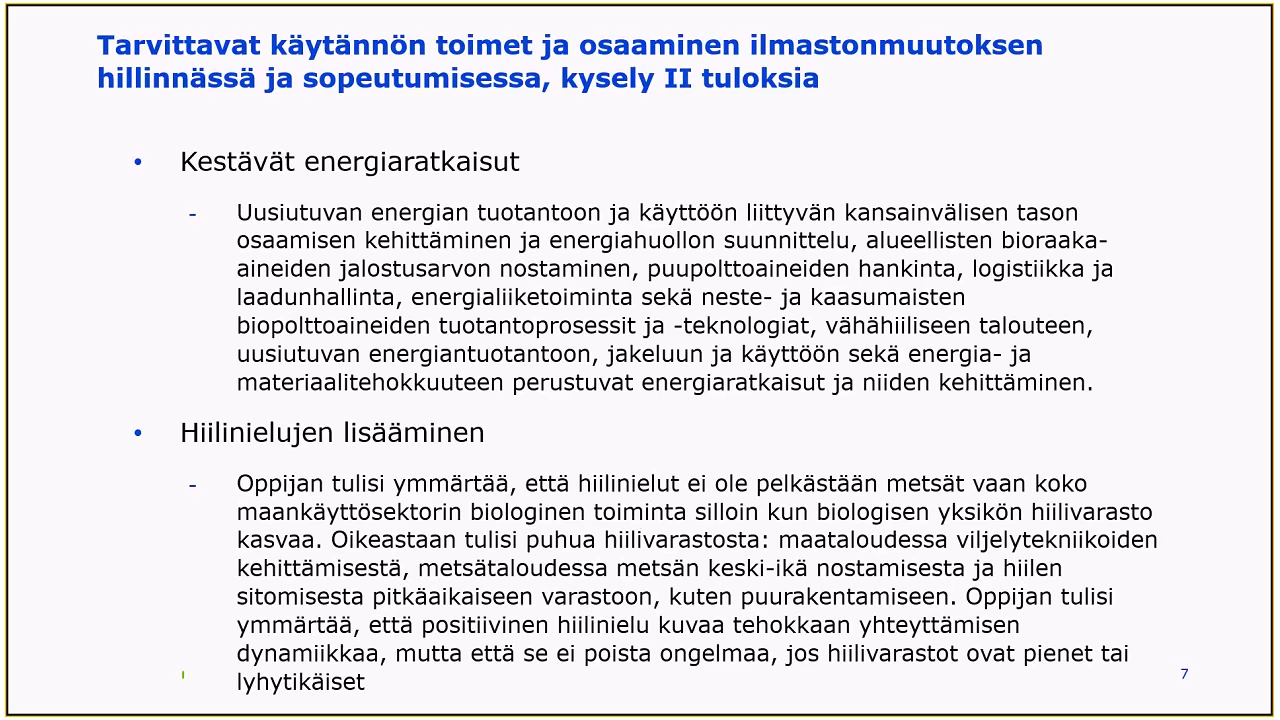 Tarvittavat käytännön toimet ja osaaminen ilmastonmuutoksen
hillinnässä ja sopeutumisessa, kysely II tuloksia
• Kestävät energiaratkaisut
- Uusiutuvan energian tuotantoon ja käyttöön liittyvän kansainvälisen tason
osaamisen kehittäminen ja energiahuollon suunnittelu, alueellisten bioraaka-
aineiden jalostusarvon nostaminen, puupolttoaineiden hankinta, logistiikka ja
laadunhallinta, energialiiketoiminta sekä neste- ja kaasumaisten
biopolttoaineiden tuotantoprosessit ja -teknologiat, vähähiiliseen talouteen,
uusiutuvan energiantuotantoon, jakeluun ja käyttöön sekä energia- ja
materiaalitehokkuuteen perustuvat energiaratkaisut ja niiden kehittäminen.
• Hiilinielujen lisääminen
- Oppijan tulisi ymmärtää, että hiilinielut ei ole pelkästään metsät vaan koko
maankäyttösektorin biologinen toiminta silloin kun biologisen yksikön hiilivarasto
kasvaa. Oikeastaan tulisi puhua hiilivarastosta: maataloudessa viljelytekniikoiden
kehittämisestä, metsätaloudessa metsän keski-ikä nostamisesta ja hiilen
sitomisesta pitkäaikaiseen varastoon, kuten puurakentamiseen. Oppijan tulisi
ymmärtää, että positiivinen hiilinielu kuvaa tehokkaan yhteyttämisen
dynamiikkaa, mutta että se ei poista ongelmaa, jos hiilivarastot ovat pienet tai
lyhytikäiset
7